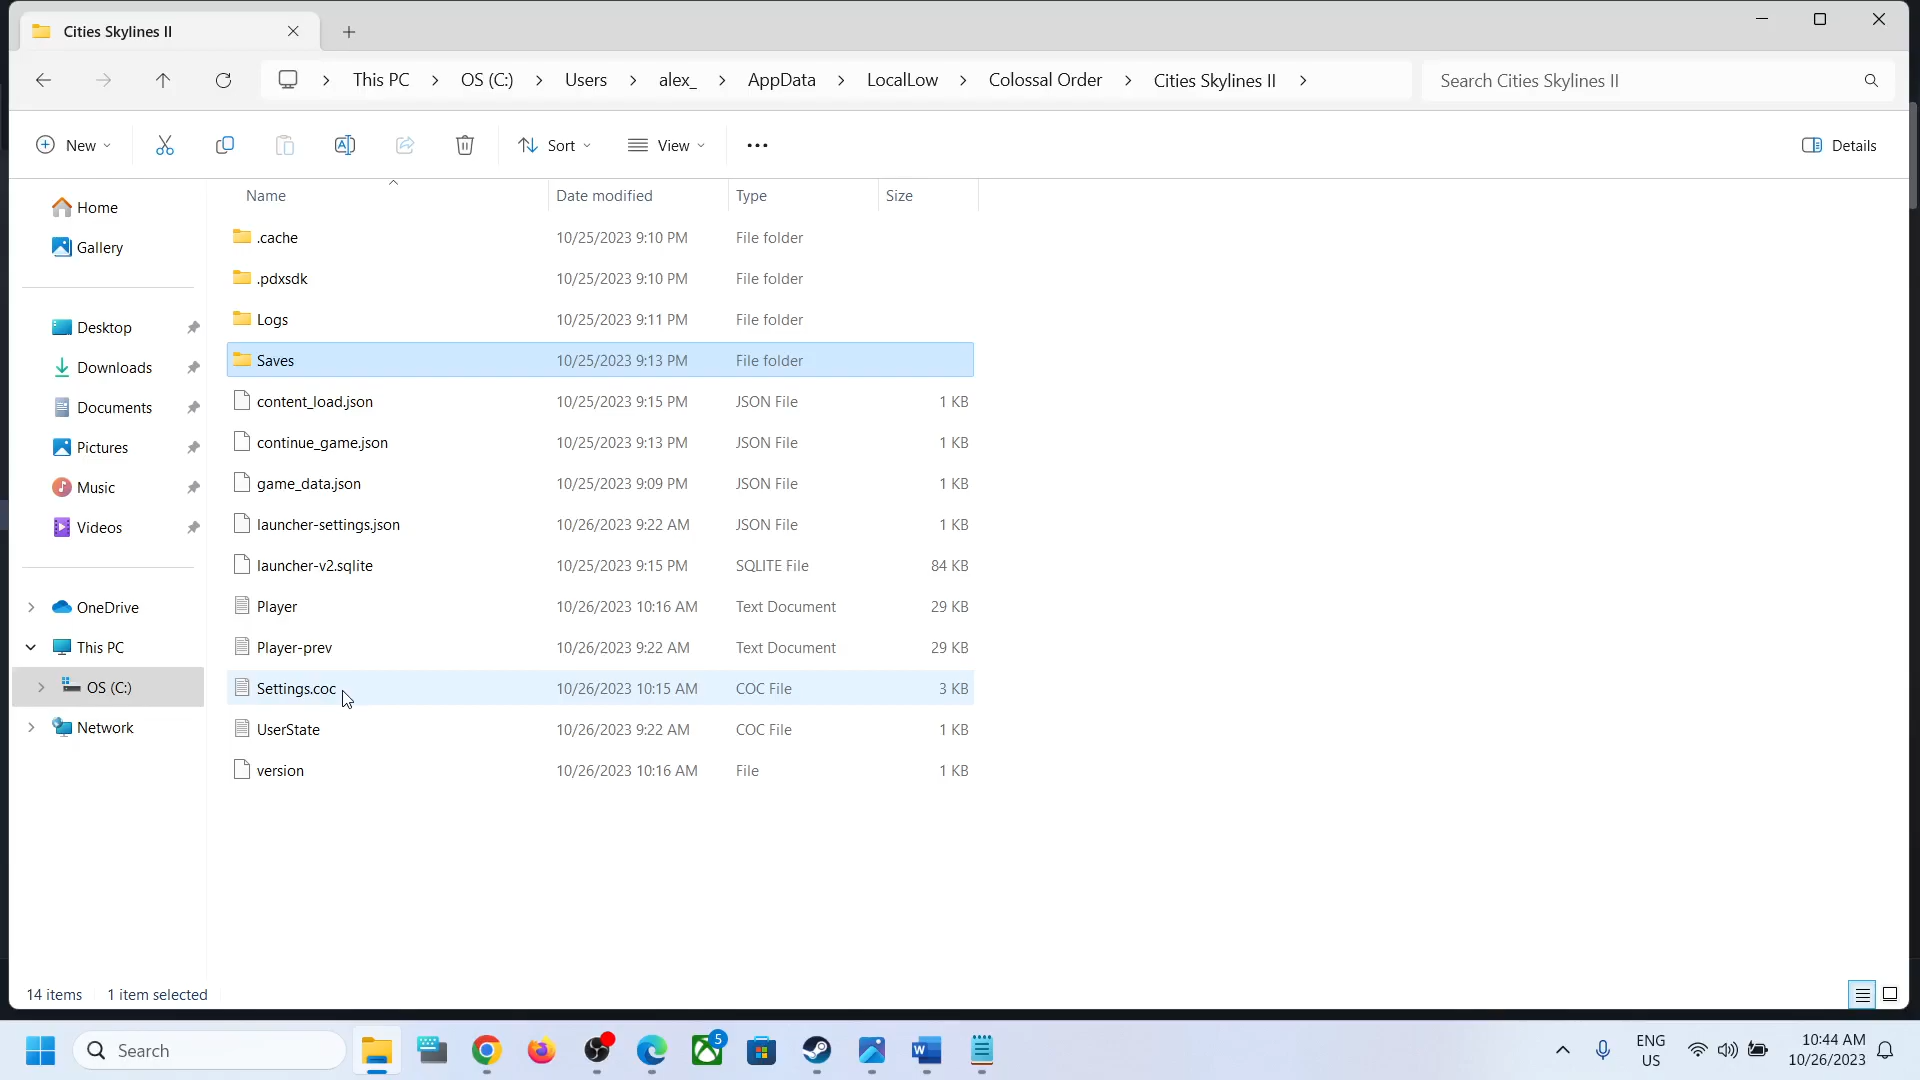 Cities Skylines II
This PC > OS (C:) > Users > alex_ > AppData > LocalLow > Colossal Order > Cities Skylines II >
Search Cities Skylines II
New
Sort
View
Details
Name Date modified Type Size
Home
Gallery
Desktop
Downloads
Documents
Pictures
Music
Videos
OneDrive
This PC
OS (C:)
Network
.cache 10/25/2023 9:10 PM File folder
.pdxsdk 10/25/2023 9:10 PM File folder
Logs 10/25/2023 9:11 PM File folder
Saves 10/25/2023 9:13 PM File folder
content_load.json 10/25/2023 9:15 PM JSON File 1 KB
continue_game.json 10/25/2023 9:13 PM JSON File 1 KB
game_data.json 10/25/2023 9:09 PM JSON File 1 KB
launcher-settings.json 10/26/2023 9:22 AM JSON File 1 KB
launcher-v2.sqlite 10/25/2023 9:15 PM SQLITE File 84 KB
Player 10/26/2023 10:16 AM Text Document 29 KB
Player-prev 10/26/2023 9:22 AM Text Document 29 KB
Settings.coc 10/26/2023 10:15 AM COC File 3 KB
UserState 10/26/2023 9:22 AM COC File 1 KB
version 10/26/2023 10:16 AM File 1 KB
14 items 1 item selected
Search
5
ENG
US
10:44 AM
10/26/2023